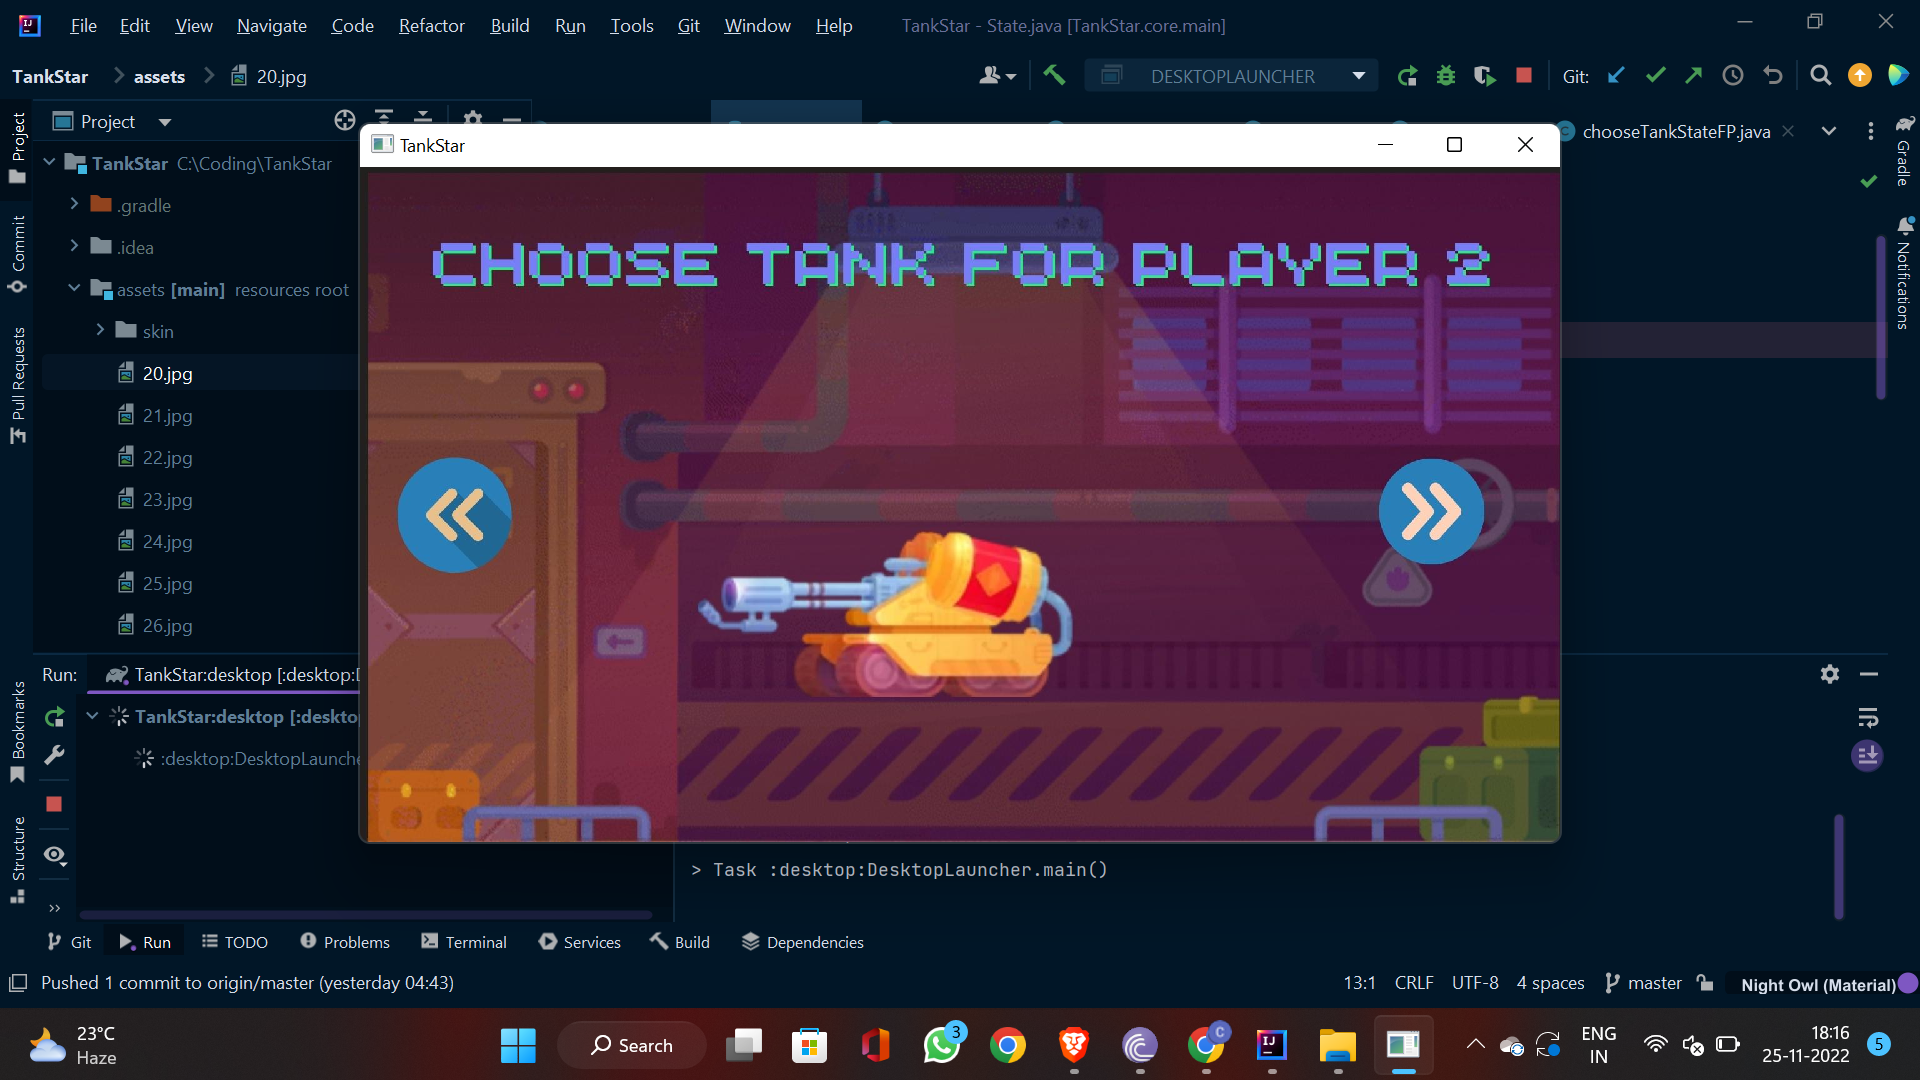 File Edit View Navigate Code Refactor Build Run Tools Git Window Help TankStar - State.java [TankStar.core.main]
TankStar assets 20.jpg DESKTOPLAUNCHER Git:
Project
Project
chooseTankStateFP.java
Gradle
TankStar
TankStar C:\Coding\TankStar
.gradle
.idea
assets [main] resources root
skin
20.jpg
21.jpg
22.jpg
23.jpg
24.jpg
25.jpg
26.jpg
Commit
Pull Requests
Notifications
CHOOSE TANK FOR PLAYER 2
Run: TankStar:desktop [:desktop:
TankStar:desktop [:deskto
:desktop:DesktopLaunche
Bookmarks
Structure
> Task :desktop:DesktopLauncher.main()
Git Run TODO Problems Terminal Services Build Dependencies
Pushed 1 commit to origin/master (yesterday 04:43) 13:1 CRLF UTF-8 4 spaces master Night Owl (Material)
23°C
Haze
Search
3
C
ENG
IN
18:16
25-11-2022
5